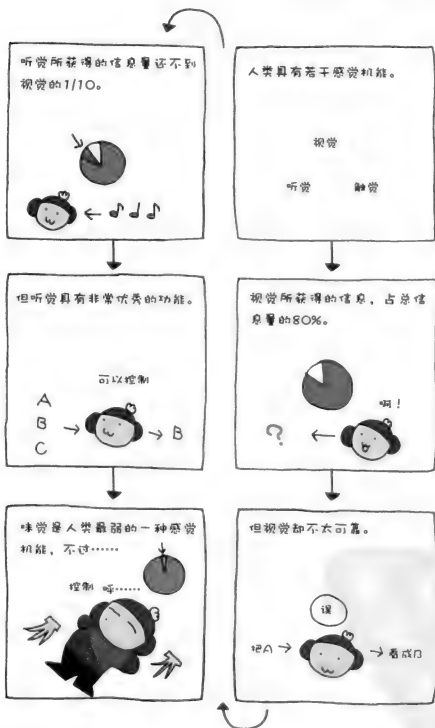 人类具有若干感觉机能。
视觉
听觉 触觉
视觉所获得的信息，占总信
息量的80%。
啊！
?
但视觉却不太可靠。
误
把A → → 看成B
听觉所获得的信息量还不到
视觉的1/10。
但听觉具有非常优秀的功能。
可以控制
A
B
C
B
味觉是人类最弱的一种感觉
机能，不过……
控制 呼……